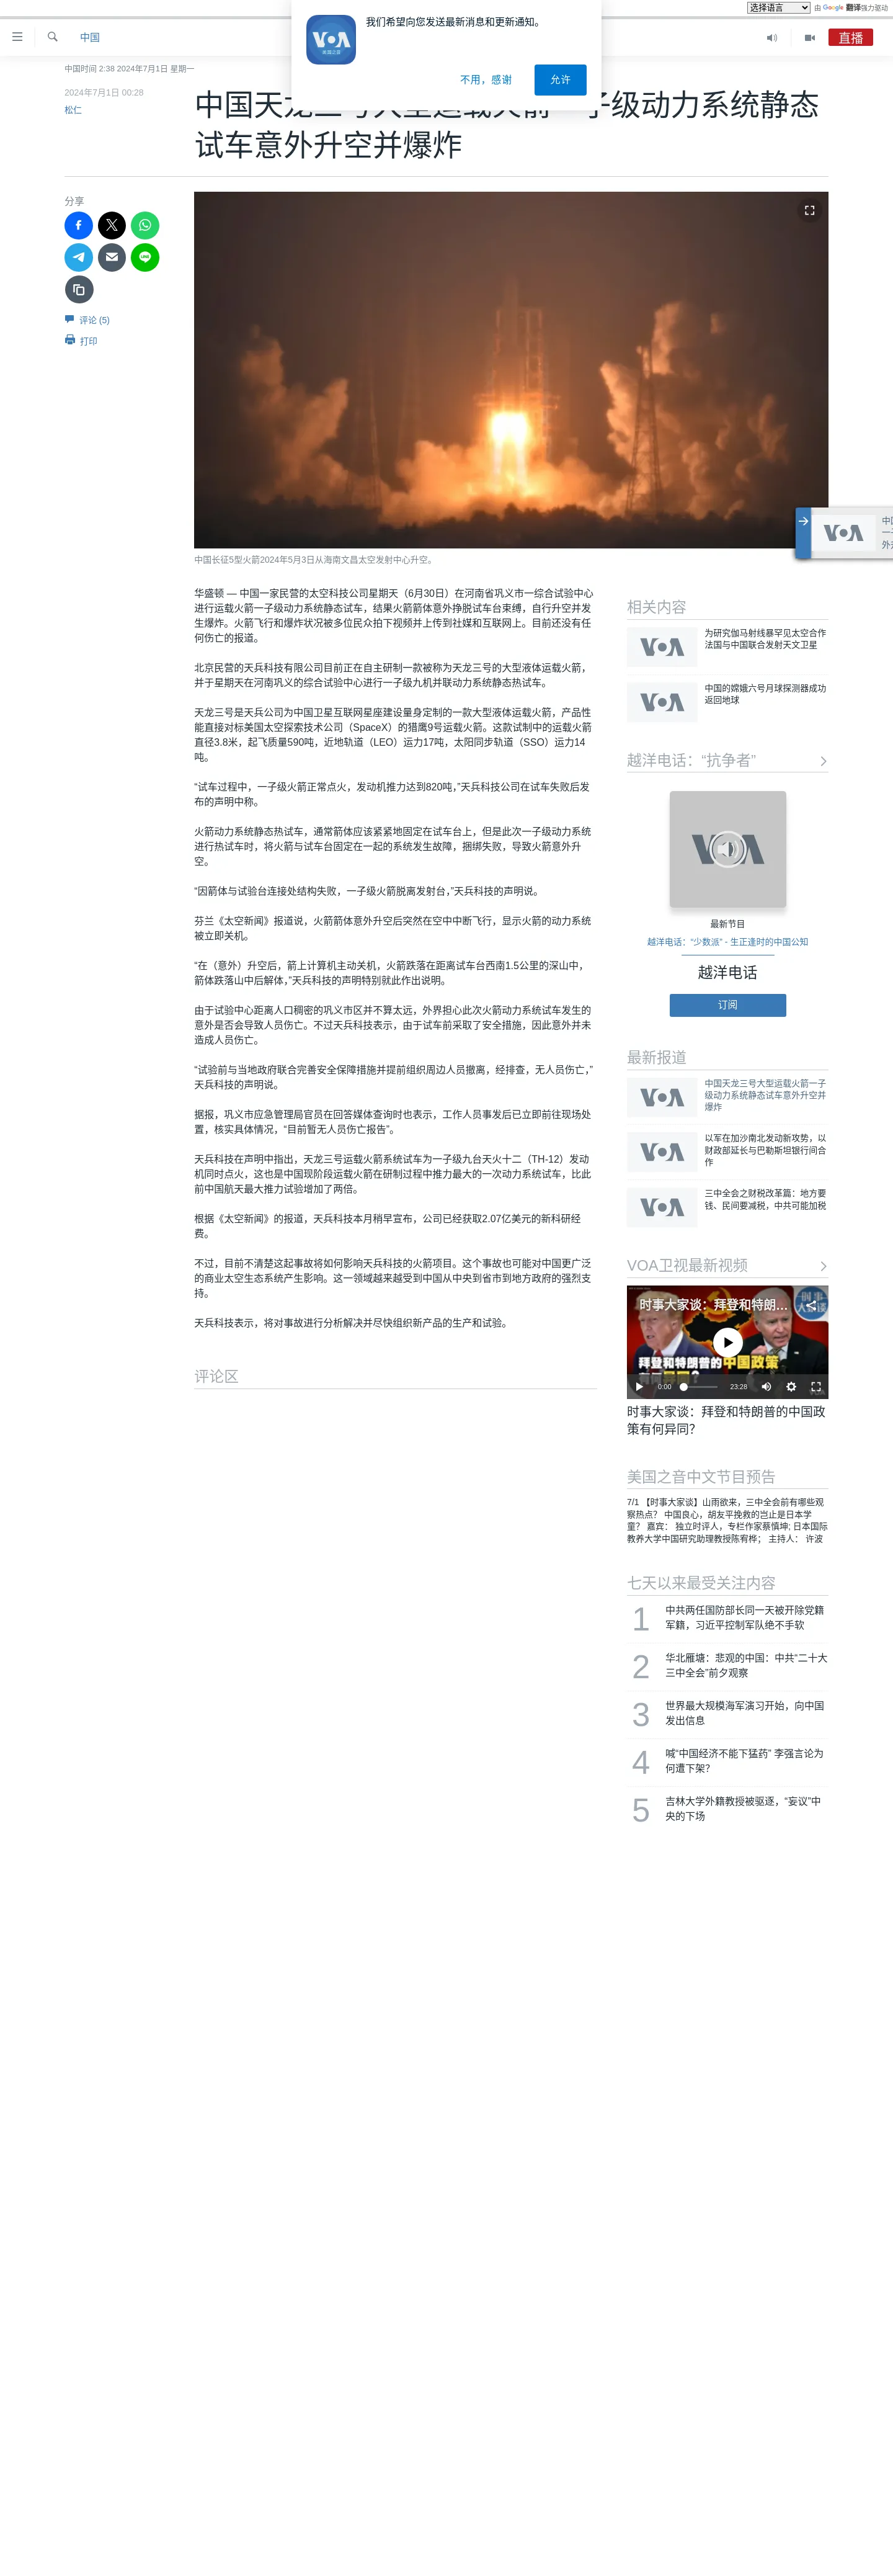 选择语言 由 Google 翻译强力驱动
我们希望向您发送最新消息和更新通知。
VOA
美国之音
不用，感谢
允许
中国
直播
中国时间 2:38 2024年7月1日 星期一
2024年7月1日 00:28
松仁
中国天龙三号大型运载火箭一子级动力系统静态
试车意外升空并爆炸
分享
评论 (5)
打印
中国长征5型火箭2024年5月3日从海南文昌太空发射中心升空。
华盛顿 — 中国一家民营的太空科技公司星期天（6月30日）在河南省巩义市一综合试验中心
进行运载火箭一子级动力系统静态试车，结果火箭箭体意外挣脱试车台束缚，自行升空并发
生爆炸。火箭飞行和爆炸状况被多位民众拍下视频并上传到社媒和互联网上。目前还没有任
何伤亡的报道。
北京民营的天兵科技有限公司目前正在自主研制一款被称为天龙三号的大型液体运载火箭，
并于星期天在河南巩义的综合试验中心进行一子级九机并联动力系统静态热试车。
天龙三号是天兵公司为中国卫星互联网星座建设量身定制的一款大型液体运载火箭，产品性
能直接对标美国太空探索技术公司（SpaceX）的猎鹰9号运载火箭。这款试制中的运载火箭
直径3.8米，起飞质量590吨，近地轨道（LEO）运力17吨，太阳同步轨道（SSO）运力14
吨。
“试车过程中，一子级火箭正常点火，发动机推力达到820吨，”天兵科技公司在试车失败后发
布的声明中称。
火箭动力系统静态热试车，通常箭体应该紧紧地固定在试车台上，但是此次一子级动力系统
进行热试车时，将火箭与试车台固定在一起的系统发生故障，捆绑失败，导致火箭意外升
空。
“因箭体与试验台连接处结构失败，一子级火箭脱离发射台，”天兵科技的声明说。
芬兰《太空新闻》报道说，火箭箭体意外升空后突然在空中中断飞行，显示火箭的动力系统
被立即关机。
“在（意外）升空后，箭上计算机主动关机，火箭跌落在距离试车台西南1.5公里的深山中，
箭体跌落山中后解体，”天兵科技的声明特别就此作出说明。
由于试验中心距离人口稠密的巩义市区并不算太远，外界担心此次火箭动力系统试车发生的
意外是否会导致人员伤亡。不过天兵科技表示，由于试车前采取了安全措施，因此意外并未
造成人员伤亡。
“试验前与当地政府联合完善安全保障措施并提前组织周边人员撤离，经排查，无人员伤亡，”
天兵科技的声明说。
据报，巩义市应急管理局官员在回答媒体查询时也表示，工作人员事发后已立即前往现场处
置，核实具体情况，“目前暂无人员伤亡报告”。
天兵科技在声明中指出，天龙三号运载火箭系统试车为一子级九台天火十二（TH-12）发动
机同时点火，这也是中国现阶段运载火箭在研制过程中推力最大的一次动力系统试车，比此
前中国航天最大推力试验增加了两倍。
根据《太空新闻》的报道，天兵科技本月稍早宣布，公司已经获取2.07亿美元的新科研经
费。
不过，目前不清楚这起事故将如何影响天兵科技的火箭项目。这个事故也可能对中国更广泛
的商业太空生态系统产生影响。这一领域越来越受到中国从中央到省市到地方政府的强烈支
持。
天兵科技表示，将对事故进行分析解决并尽快组织新产品的生产和试验。
评论区
VOA
相关内容
VOA
为研究伽马射线暴罕见太空合作
法国与中国联合发射天文卫星
VOA
中国的嫦娥六号月球探测器成功
返回地球
越洋电话：“抗争者”
VOA
最新节目
越洋电话：“少数派” - 生正逢时的中国公知
越洋电话
订阅
最新报道
VOA
中国天龙三号大型运载火箭一子
级动力系统静态试车意外升空并
爆炸
VOA
以军在加沙南北发动新攻势，以
财政部延长与巴勒斯坦银行间合
作
VOA
三中全会之财税改革篇：地方要
钱、民间要减税，中共可能加税
VOA卫视最新视频
时事大家谈：拜登和特朗...
拜登和特朗普的中国政策
0:00
23:28
时事大家谈：拜登和特朗普的中国政
策有何异同？
美国之音中文节目预告
7/1 【时事大家谈】山雨欲来，三中全会前有哪些观
察热点？ 中国良心，胡友平挽救的岂止是日本学
童？ 嘉宾： 独立时评人，专栏作家蔡慎坤; 日本国际
教养大学中国研究助理教授陈宥桦； 主持人： 许波
七天以来最受关注内容
1 中共两任国防部长同一天被开除党籍
军籍，习近平控制军队绝不手软
2 华北雁塘：悲观的中国：中共“二十大
三中全会”前夕观察
3 世界最大规模海军演习开始，向中国
发出信息
4 喊“中国经济不能下猛药” 李强言论为
何遭下架？
5 吉林大学外籍教授被驱逐，“妄议”中
央的下场